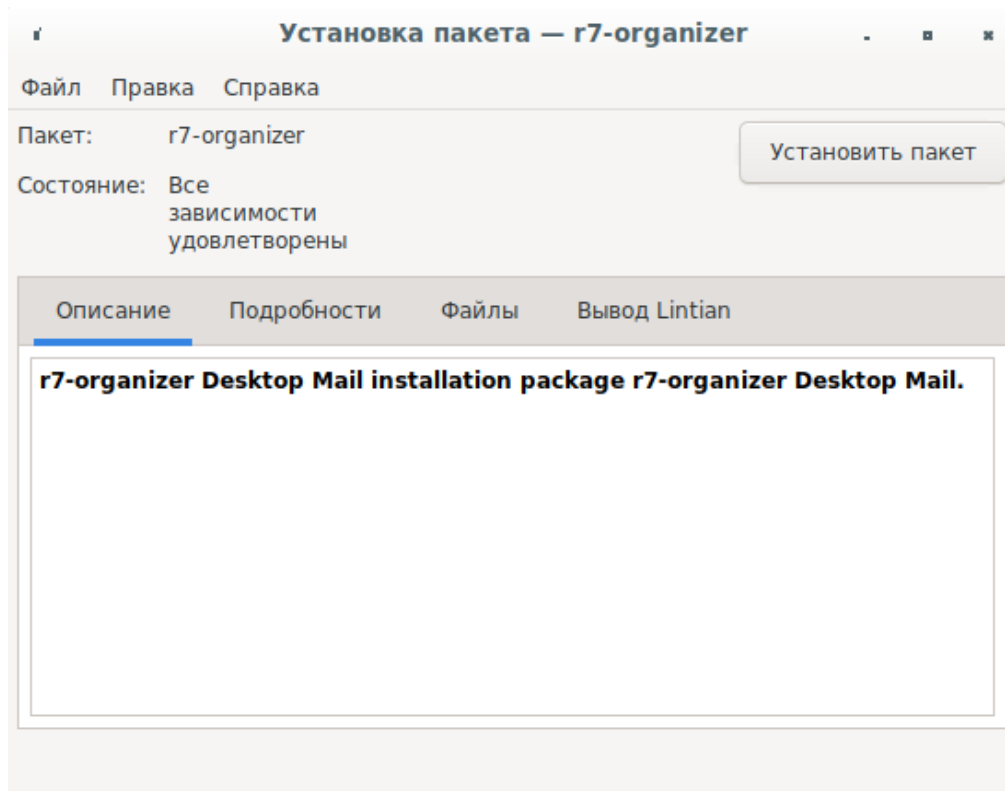 Установка пакета — r7-organizer
Файл Правка Справка
Пакет: r7-organizer
Установить пакет
Состояние: Все
зависимости
удовлетворены
Описание Подробности Файлы Вывод Lintian
r7-organizer Desktop Mail installation package r7-organizer Desktop Mail.